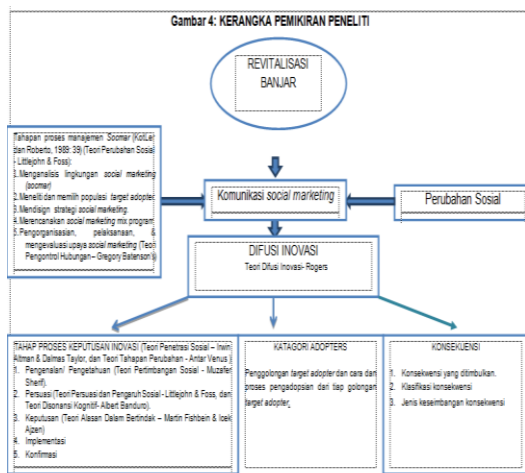 Gambar 4: KERANGKA PEMIKIRAN PENELITI
REVITALISASI
BANJAR
Tahapan proses manajemen Socmar (KotLer
dan Roberto, 1989: 39) (Teori Perubahan Sosial
- Littlejohn & Foss):
1.Menganalisis lingkungan social marketing
(socmar)
2.Meneliti dan memilih populasi target adopter
3.Mendisign strategi social marketing
4.Merencanakan social marketing mix program
5.Pengorganisasian, pelaksanaan, &
mengevaluasi upaya social marketing (Teori
Pengontrol Hubungan – Gregory Batenson's)
Komunikasi social marketing
Perubahan Sosial
DIFUSI INOVASI
Teori Difusi Inovasi- Rogers
TAHAP PROSES KEPUTUSAN INOVASI (Teori Penetrasi Sosial – Irwin
Altman & Dalmas Taylor, dan Teori Tahapan Perubahan - Antar Venus )
1. Pengenalan/ Pengetahuan (Teori Pertimbangan Sosial - Muzafer
Sherif).
2. Persuasi (Teori Persuasi dan Pengaruh Sosial - Littlejohn & Foss, dan
Teori Disonansi Kognitif- Albert Banduro).
3. Keputusan (Teori Alasan Dalam Bertindak – Martin Fishbein & Icek
Ajzen)
4. Implementasi
5. Konfirmasi
KATAGORI ADOPTERS
Penggolongan target adopter dan cara dan
proses pengadopsian dari tiap golongan
target adopter.
KONSEKUENSI
1. Konsekwensi yang ditimbulkan.
2. Klasifikasi konsekwensi
3. Jenis keseimbangan konsekwensi